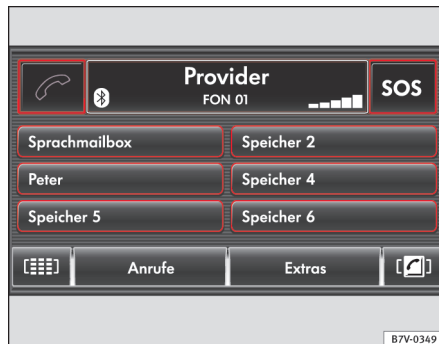 Provider
FON 01
SOS
Sprachmailbox
Speicher 2
Peter
Speicher 4
Speicher 5
Speicher 6
Anrufe
Extras
B7V-0349